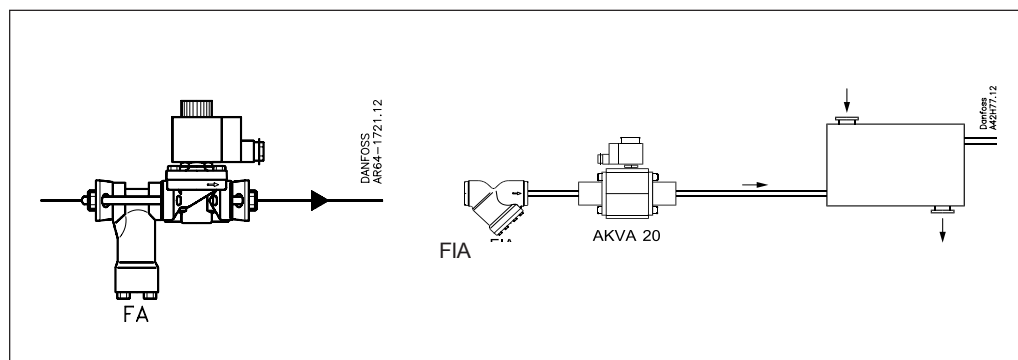 DANFOSS
AR64-1721.12
FA
Danfoss
A42H77.12
AKVA 20
FIA